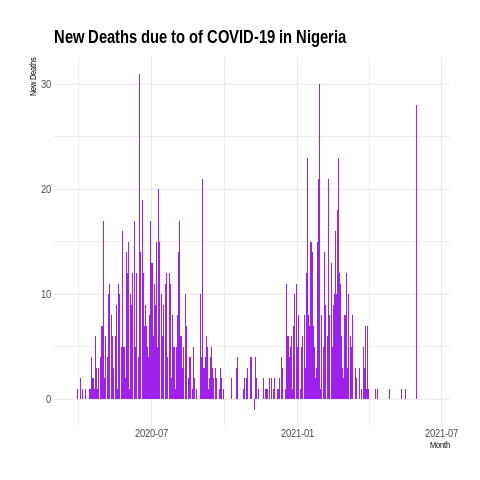 New Deaths due to of COVID-19 in Nigeria
New Deaths
30
20
10
0
2020-07
2021-01
2021-07
Month